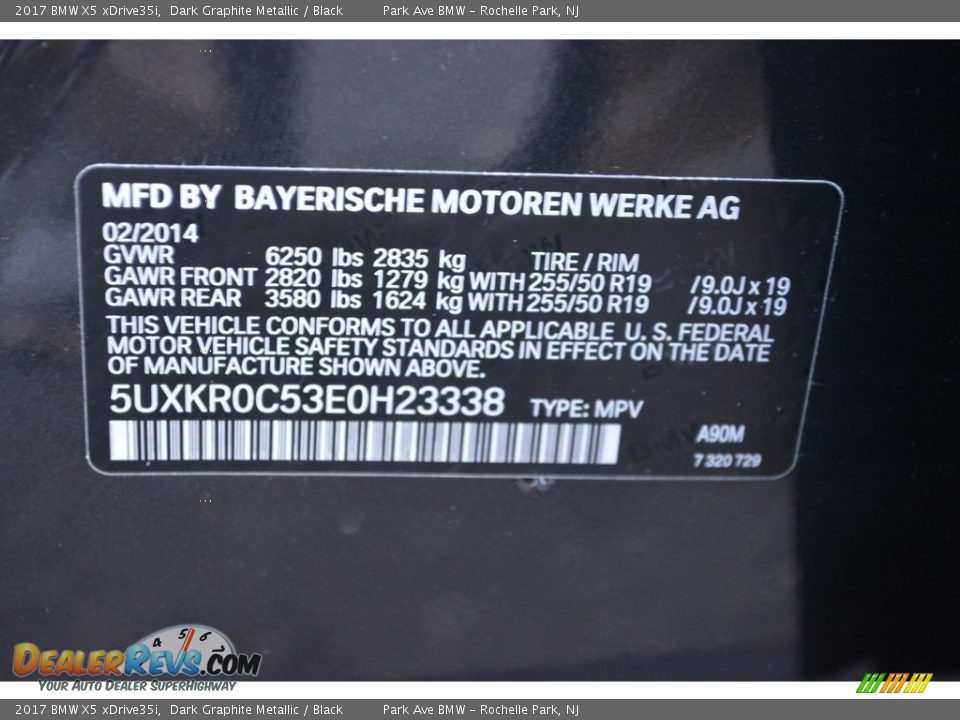 2017 BMW X5 xDrive35i, Dark Graphite Metallic / Black Park Ave BMW - Rochelle Park, NJ
MFD BY BAYERISCHE MOTOREN WERKE AG
02/2014
GVWR 6250 lbs 2835 kg TIRE / RIM
GAWR FRONT 2820 lbs 1279 kg WITH 255/50 R19 /9.0J x 19
GAWR REAR 3580 lbs 1624 kg WITH 255/50 R19 /9.0J x 19
THIS VEHICLE CONFORMS TO ALL APPLICABLE U. S. FEDERAL
MOTOR VEHICLE SAFETY STANDARDS IN EFFECT ON THE DATE
OF MANUFACTURE SHOWN ABOVE.
5UXKR0C53E0H23338 TYPE: MPV
A90M
7 320 729
4 5 6
DEALERREVS.COM
YOUR AUTO DEALER SUPERHIGHWAY
2017 BMW X5 xDrive35i, Dark Graphite Metallic / Black Park Ave BMW - Rochelle Park, NJ